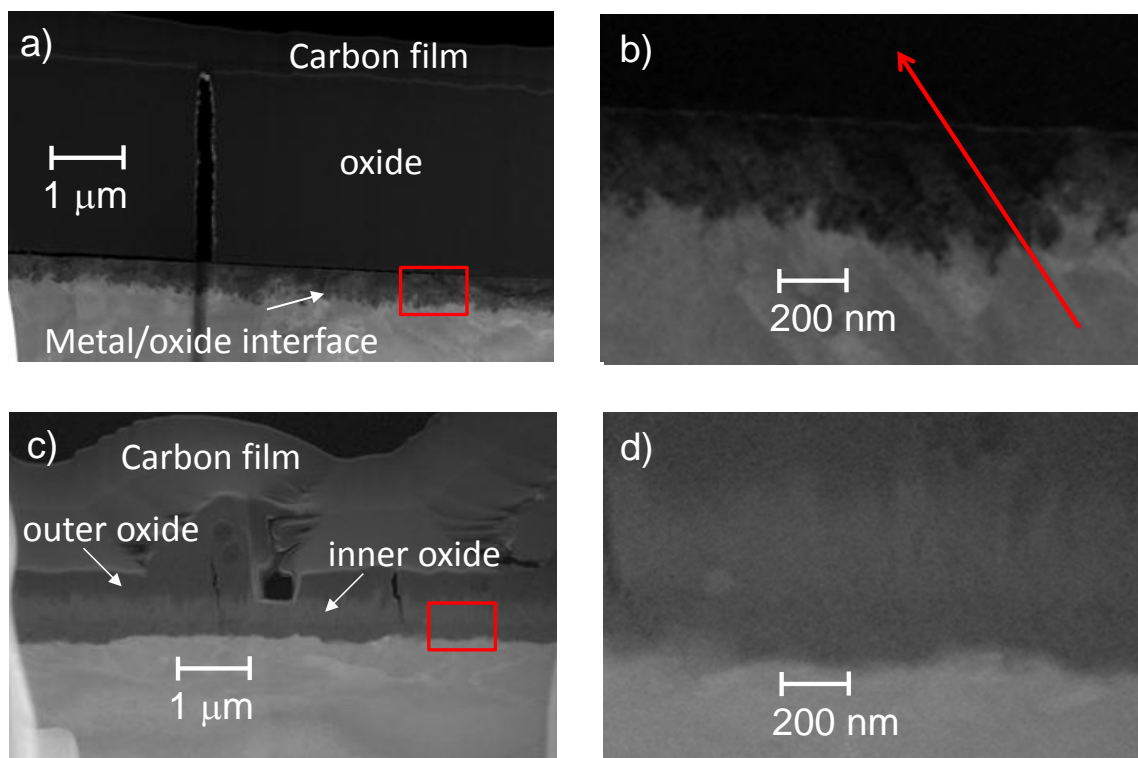 a)
Carbon film
oxide
1 μm
Metal/oxide interface
b)
200 nm
c)
Carbon film
outer oxide
inner oxide
1 μm
d)
200 nm